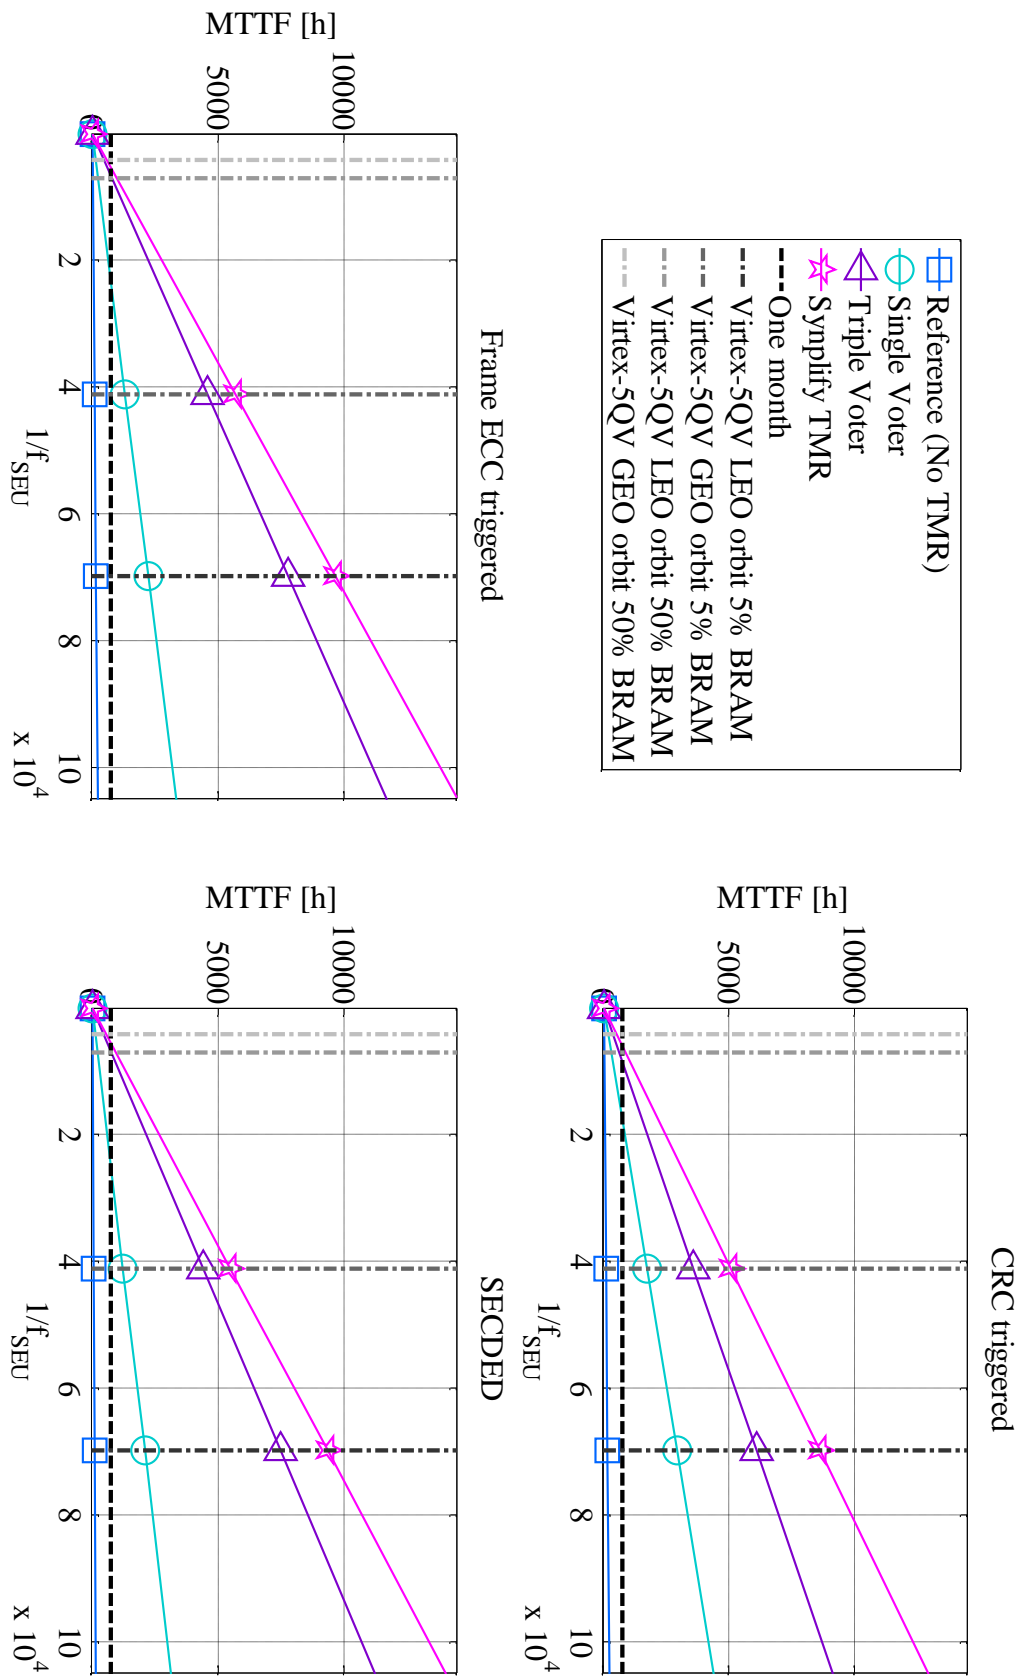 Reference (No TMR)
Single Voter
Triple Voter
Synplify TMR
One month
Virtex-5QV LEO orbit 5% BRAM
Virtex-5QV GEO orbit 5% BRAM
Virtex-5QV LEO orbit 50% BRAM
Virtex-5QV GEO orbit 50% BRAM
CRC triggered
MTTF [h]
10000
5000
0
2 4 6 8 10
x 10^4
1/f_SEU
Frame ECC triggered
MTTF [h]
10000
5000
0
2 4 6 8 10
x 10^4
1/f_SEU
SECDED
MTTF [h]
10000
5000
0
2 4 6 8 10
x 10^4
1/f_SEU